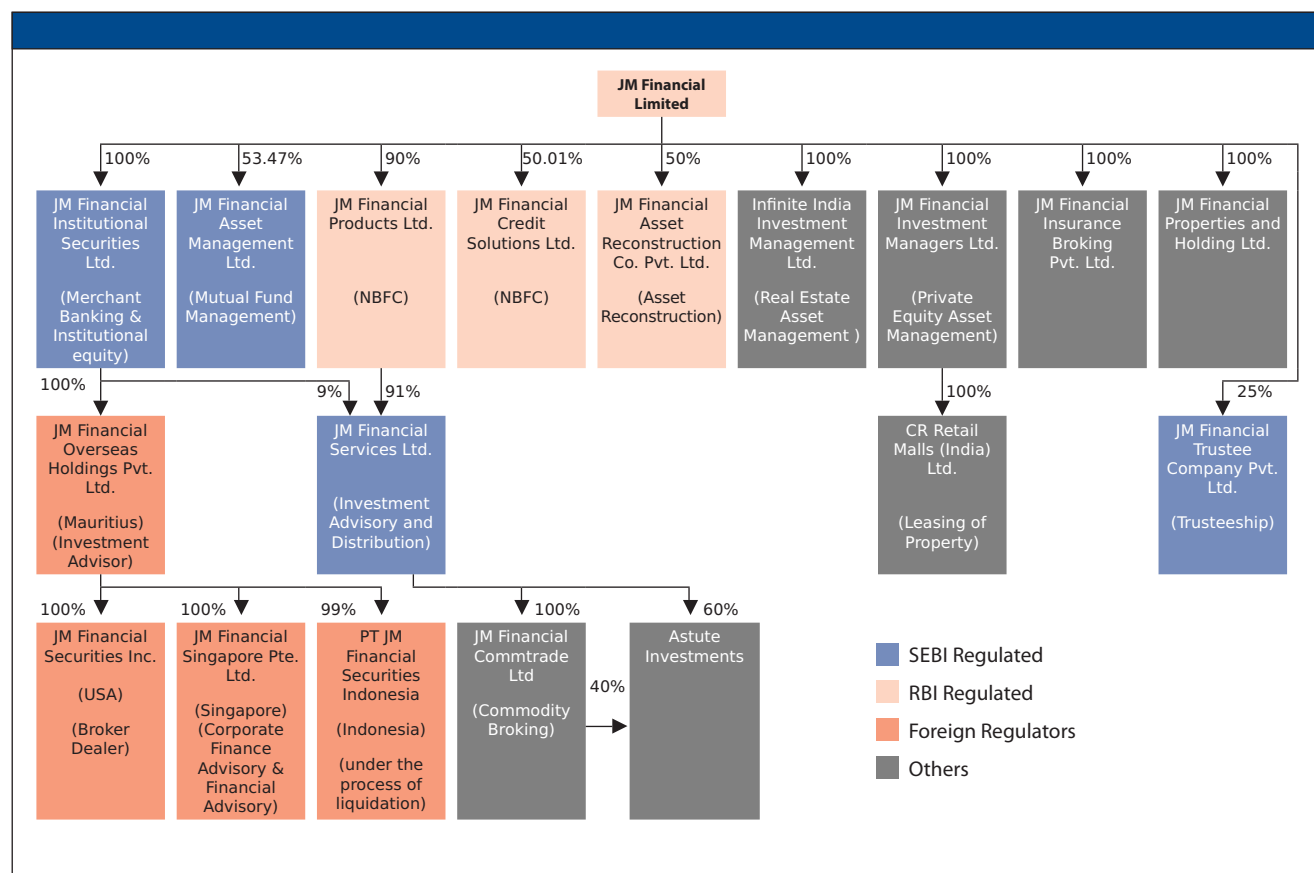 JM Financial
Limited
100%
53.47%
90%
50.01%
50%
100%
100%
100%
100%
JM Financial
Institutional
Securities
Ltd.
(Merchant
Banking &
Institutional
equity)
JM Financial
Asset
Management
Ltd.
(Mutual Fund
Management)
JM Financial
Products Ltd.
(NBFC)
JM Financial
Credit
Solutions Ltd.
(NBFC)
JM Financial
Asset
Reconstruction
Co. Pvt. Ltd.
(Asset
Reconstruction)
Infinite India
Investment
Management
Ltd.
(Real Estate
Asset
Management )
JM Financial
Investment
Managers Ltd.
(Private
Equity Asset
Management)
JM Financial
Insurance
Broking
Pvt. Ltd.
JM Financial
Properties and
Holding Ltd.
100%
9%
91%
100%
25%
JM Financial
Overseas
Holdings Pvt.
Ltd.
(Mauritius)
(Investment
Advisor)
JM Financial
Services Ltd.
(Investment
Advisory and
Distribution)
CR Retail
Malls (India)
Ltd.
(Leasing of
Property)
JM Financial
Trustee
Company Pvt.
Ltd.
(Trusteeship)
100%
100%
99%
100%
60%
JM Financial
Securities Inc.
(USA)
(Broker
Dealer)
JM Financial
Singapore Pte.
Ltd.
(Singapore)
(Corporate
Finance
Advisory &
Financial
Advisory)
PT JM
Financial
Securities
Indonesia
(Indonesia)
(under the
process of
liquidation)
JM Financial
Commtrade
Ltd
(Commodity
Broking)
40%
Astute
Investments
SEBI Regulated
RBI Regulated
Foreign Regulators
Others